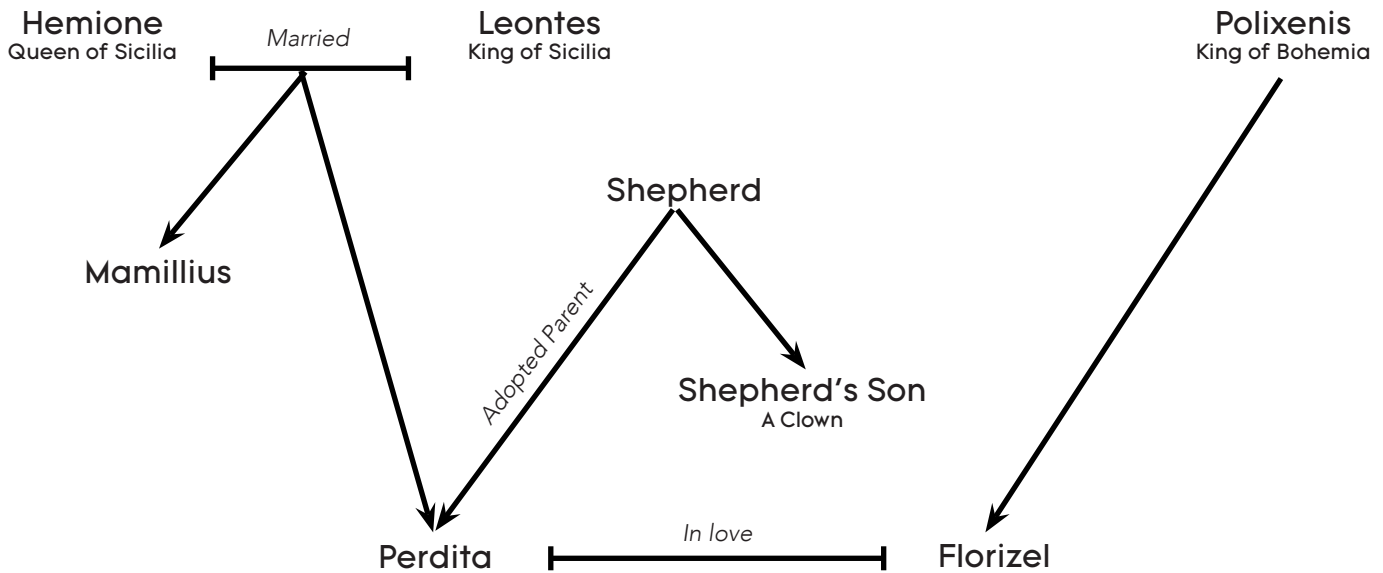 Hemione
Queen of Sicilia
Married
Leontes
King of Sicilia
Polixenis
King of Bohemia
Shepherd
Mamillius
Adopted Parent
Shepherd's Son
A Clown
In love
Perdita
Florizel